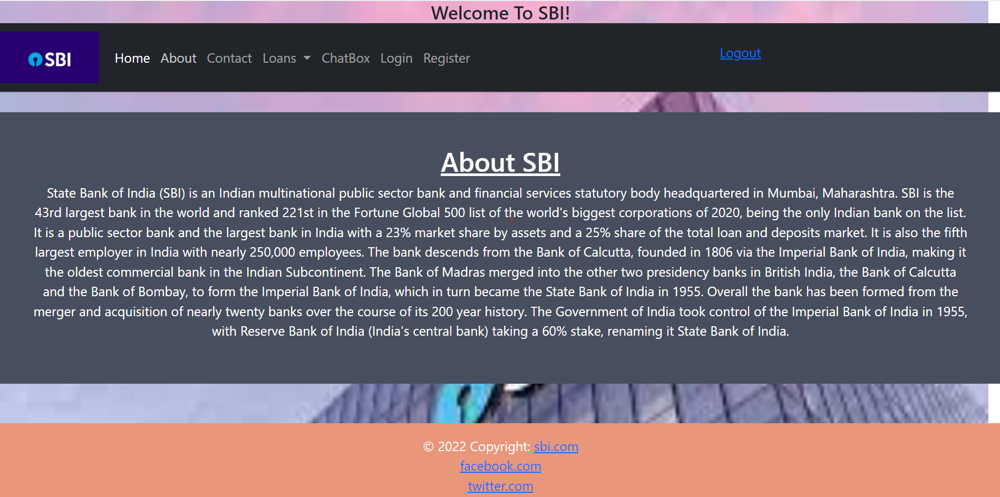 Welcome To SBI!
SBI
Home About Contact Loans ChatBox Login Register Logout
About SBI
State Bank of India (SBI) is an Indian multinational public sector bank and financial services statutory body headquartered in Mumbai, Maharashtra. SBI is the
43rd largest bank in the world and ranked 221st in the Fortune Global 500 list of the world's biggest corporations of 2020, being the only Indian bank on the list.
It is a public sector bank and the largest bank in India with a 23% market share by assets and a 25% share of the total loan and deposits market. It is also the fifth
largest employer in India with nearly 250,000 employees. The bank descends from the Bank of Calcutta, founded in 1806 via the Imperial Bank of India, making it
the oldest commercial bank in the Indian Subcontinent. The Bank of Madras merged into the other two presidency banks in British India, the Bank of Calcutta
and the Bank of Bombay, to form the Imperial Bank of India, which in turn became the State Bank of India in 1955. Overall the bank has been formed from the
merger and acquisition of nearly twenty banks over the course of its 200 year history. The Government of India took control of the Imperial Bank of India in 1955,
with Reserve Bank of India (India's central bank) taking a 60% stake, renaming it State Bank of India.
© 2022 Copyright: sbi.com
facebook.com
twitter.com